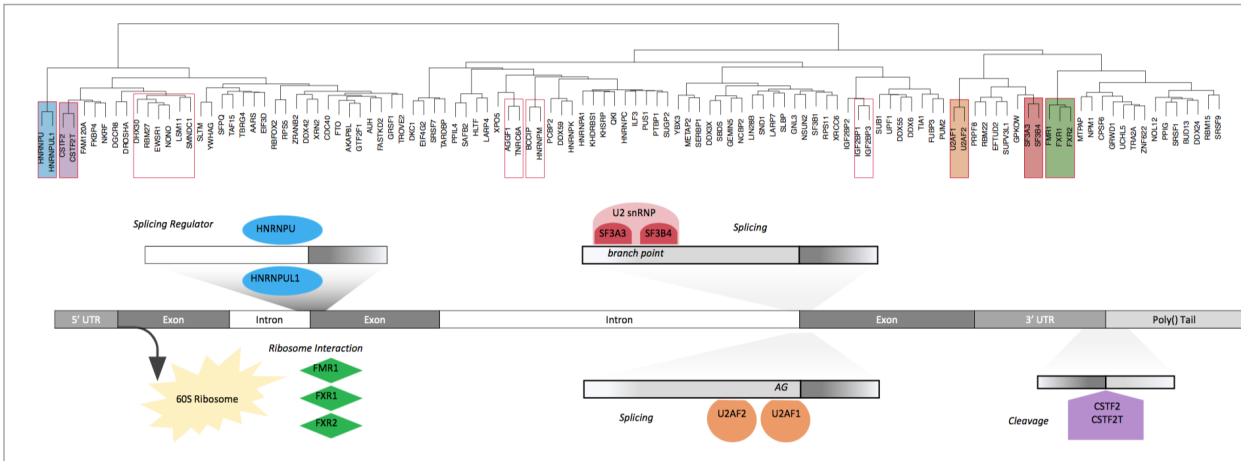 HNRNPU
HNRNPUL1
CSTF2
CSTF2T
FAM120A
FKBP4
NKRF
DGCR8
DROSHA
DHX30
RBM27
EWSR1
NONO
LSM11
SMNDC1
SLTM
YWHAG
SFPQ
TAF15
TBRG4
AARS
EIF3D
RBFOX2
RPS5
ZRANB2
DDX42
XRN2
CDC40
FTO
AKAP8L
GTF2F1
AUH
FASTKD2
GRSF1
TROVE2
DKC1
EIF4G2
SRSF7
TARDBP
PPIL4
SAFB2
HLTF
LARP4
XPO5
AGGF1
TNRC6A
BCCIP
HNRNPM
PCBP2
DDX59
HNRNPK
HNRNPA1
KHDRBS1
KHSRP
QKI
HNRNPC
ILF3
PUS1
PTBP1
SUGP2
YBX3
METAP2
DDX3X
SERBP1
SBDS
GEMIN5
NCBP2
LIN28B
SND1
LARP7
TIAL1
SLBP
GNL3
NSUN2
SF3B1
RPS11
XRCC6
IGF2BP2
IGF2BP1
IGF2BP3
SUB1
UPF1
DDX55
DDX6
TIA1
FUBP3
PUM2
U2AF1
U2AF2
PRPF8
RBM22
EFTUD2
SUPV3L1
GPKOW
SF3A3
SF3B4
FMR1
FXR1
FXR2
MTPAP
NPM1
CPSF6
GRWD1
UCHL5
TRA2A
ZNF622
NOL12
PPIG
SRSF1
BUD13
DDX24
RBM15
SRSF9
Splicing Regulator
HNRNPU
HNRNPUL1
U2 snRNP
SF3A3
SF3B4
Splicing
branch point
5' UTR
Exon
Intron
Exon
Intron
Exon
3' UTR
Poly() Tail
60S Ribosome
Ribosome Interaction
FMR1
FXR1
FXR2
AG
Splicing
U2AF2
U2AF1
Cleavage
CSTF2
CSTF2T